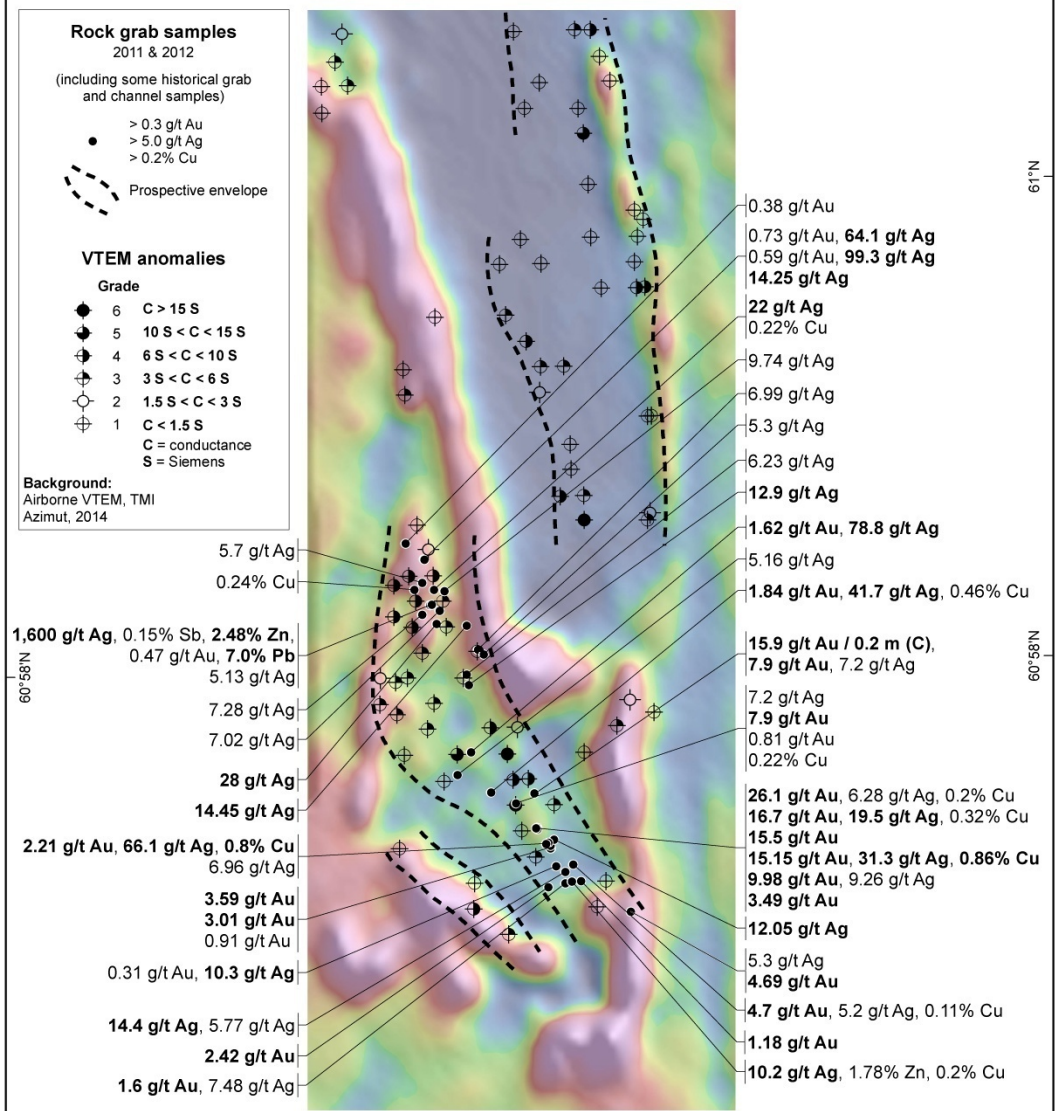 Rock grab samples
2011 & 2012
(including some historical grab
and channel samples)
> 0.3 g/t Au
> 5.0 g/t Ag
> 0.2% Cu
Prospective envelope
VTEM anomalies
Grade
6 C > 15 S
5 10 S < C < 15 S
4 6 S < C < 10 S
3 3 S < C < 6 S
2 1.5 S < C < 3 S
1 C < 1.5 S
C = conductance
S = Siemens
Background:
Airborne VTEM, TMI
Azimut, 2014
5.7 g/t Ag
0.24% Cu
1,600 g/t Ag, 0.15% Sb, 2.48% Zn,
0.47 g/t Au, 7.0% Pb
5.13 g/t Ag
60°58'N
7.28 g/t Ag
7.02 g/t Ag
28 g/t Ag
14.45 g/t Ag
2.21 g/t Au, 66.1 g/t Ag, 0.8% Cu
6.96 g/t Ag
3.59 g/t Au
3.01 g/t Au
0.91 g/t Au
0.31 g/t Au, 10.3 g/t Ag
14.4 g/t Ag, 5.77 g/t Ag
2.42 g/t Au
1.6 g/t Au, 7.48 g/t Ag
61°N
0.38 g/t Au
0.73 g/t Au, 64.1 g/t Ag
0.59 g/t Au, 99.3 g/t Ag
14.25 g/t Ag
22 g/t Ag
0.22% Cu
9.74 g/t Ag
6.99 g/t Ag
5.3 g/t Ag
6.23 g/t Ag
12.9 g/t Ag
1.62 g/t Au, 78.8 g/t Ag
5.16 g/t Ag
1.84 g/t Au, 41.7 g/t Ag, 0.46% Cu
15.9 g/t Au / 0.2 m (C),
7.9 g/t Au, 7.2 g/t Ag
60°58'N
7.2 g/t Ag
7.9 g/t Au
0.81 g/t Au
0.22% Cu
26.1 g/t Au, 6.28 g/t Ag, 0.2% Cu
16.7 g/t Au, 19.5 g/t Ag, 0.32% Cu
15.5 g/t Au
15.15 g/t Au, 31.3 g/t Ag, 0.86% Cu
9.98 g/t Au, 9.26 g/t Ag
3.49 g/t Au
12.05 g/t Ag
5.3 g/t Ag
4.69 g/t Au
4.7 g/t Au, 5.2 g/t Ag, 0.11% Cu
1.18 g/t Au
10.2 g/t Ag, 1.78% Zn, 0.2% Cu